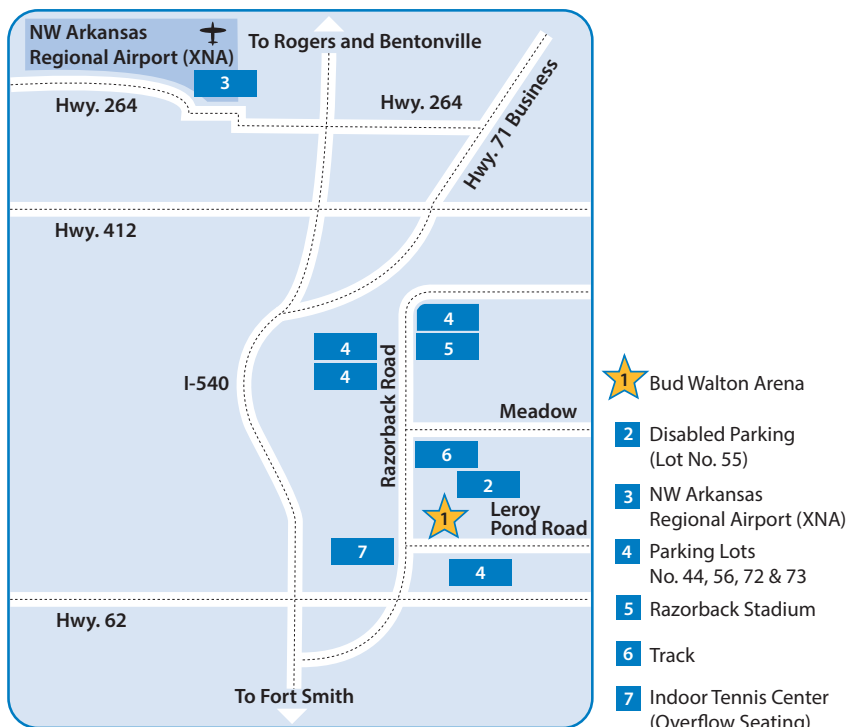 NW Arkansas
Regional Airport (XNA)
To Rogers and Bentonville
3
Hwy. 264
Hwy. 264
Hwy. 71 Business
Hwy. 412
4
5
4
4
I-540
Razorback Road
Meadow
6
2
1
Leroy
Pond Road
7
4
Hwy. 62
To Fort Smith
1 Bud Walton Arena
2 Disabled Parking
(Lot No. 55)
3 NW Arkansas
Regional Airport (XNA)
4 Parking Lots
No. 44, 56, 72 & 73
5 Razorback Stadium
6 Track
7 Indoor Tennis Center
(Overflow Seating)